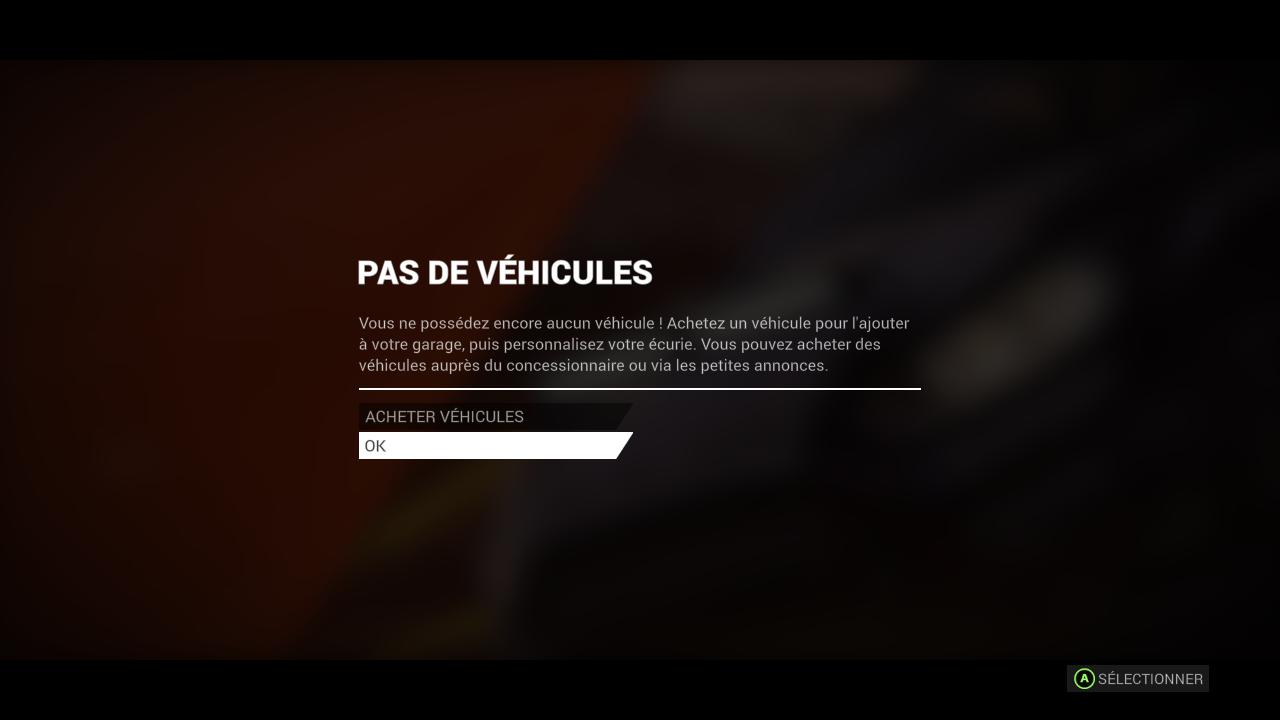 PAS DE VÉHICULES
Vous ne possédez encore aucun véhicule ! Achetez un véhicule pour l'ajouter
à votre garage, puis personnalisez votre écurie. Vous pouvez acheter des
véhicules auprès du concessionnaire ou via les petites annonces.
ACHETER VÉHICULES
OK
A SÉLECTIONNER